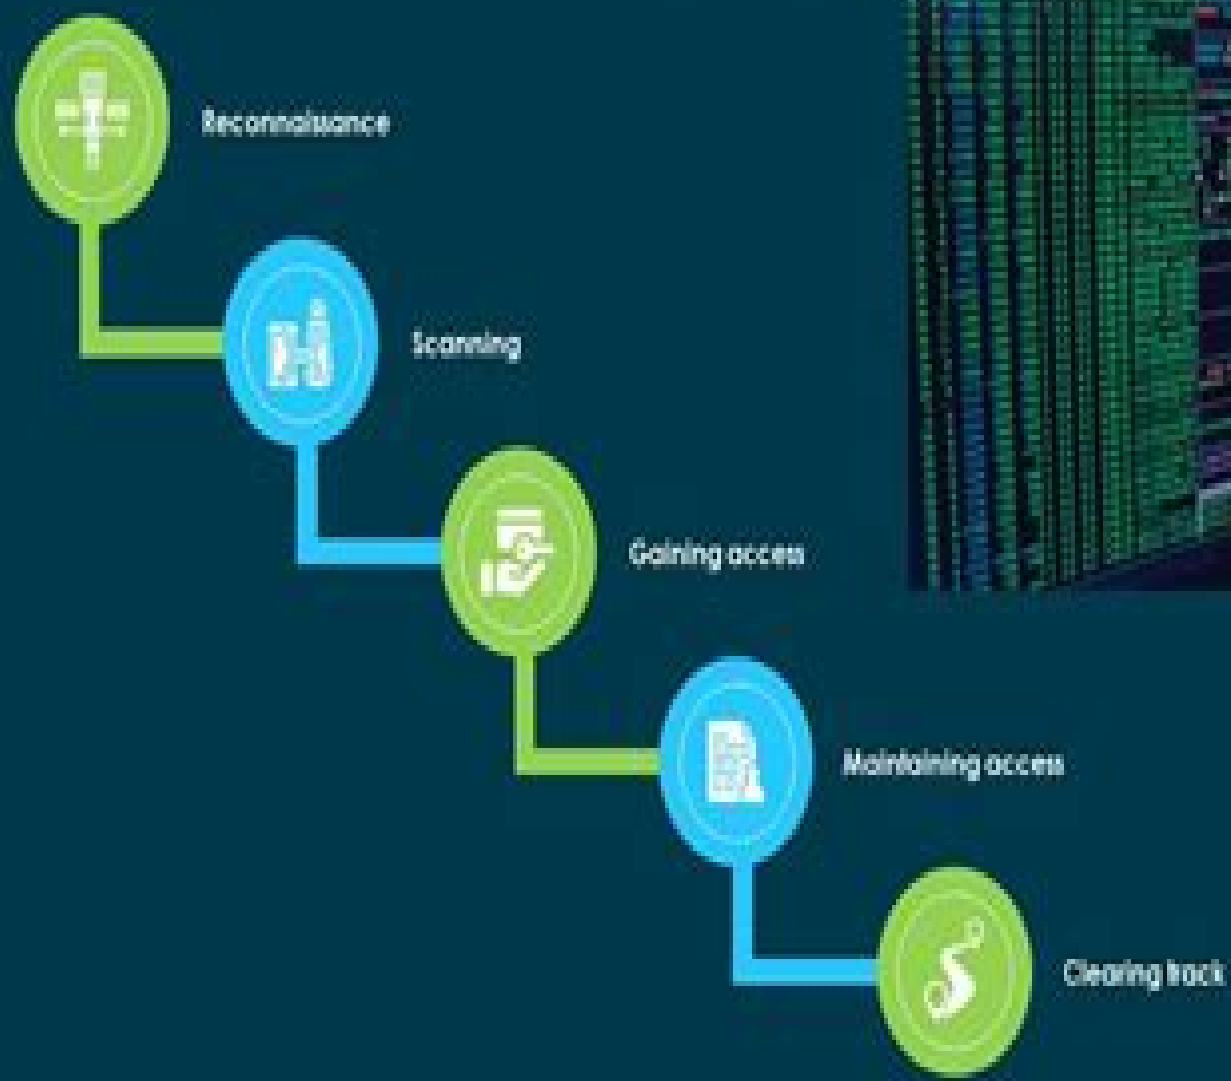 Reconnaissance
Scanning
Gaining access
Maintaining access
Clearing track